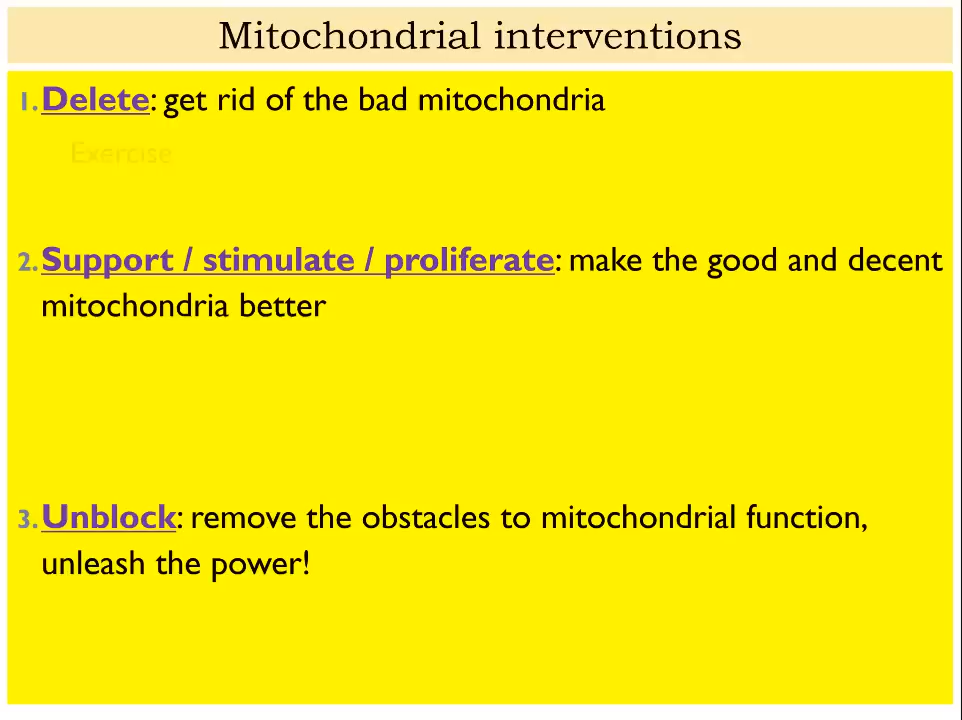 Mitochondrial interventions
1. Delete: get rid of the bad mitochondria
Exercise
2. Support / stimulate / proliferate: make the good and decent
mitochondria better
3. Unblock: remove the obstacles to mitochondrial function,
unleash the power!